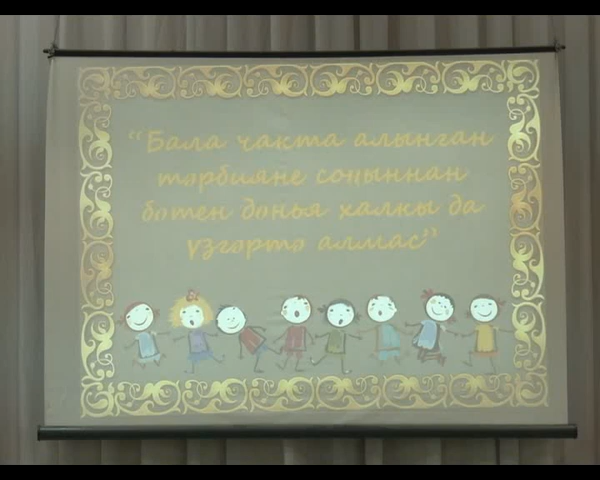 “Бала чакта алынган
тәрбияне соңыннан
бөтен дөнья халкы да
үзгәртә алмас”